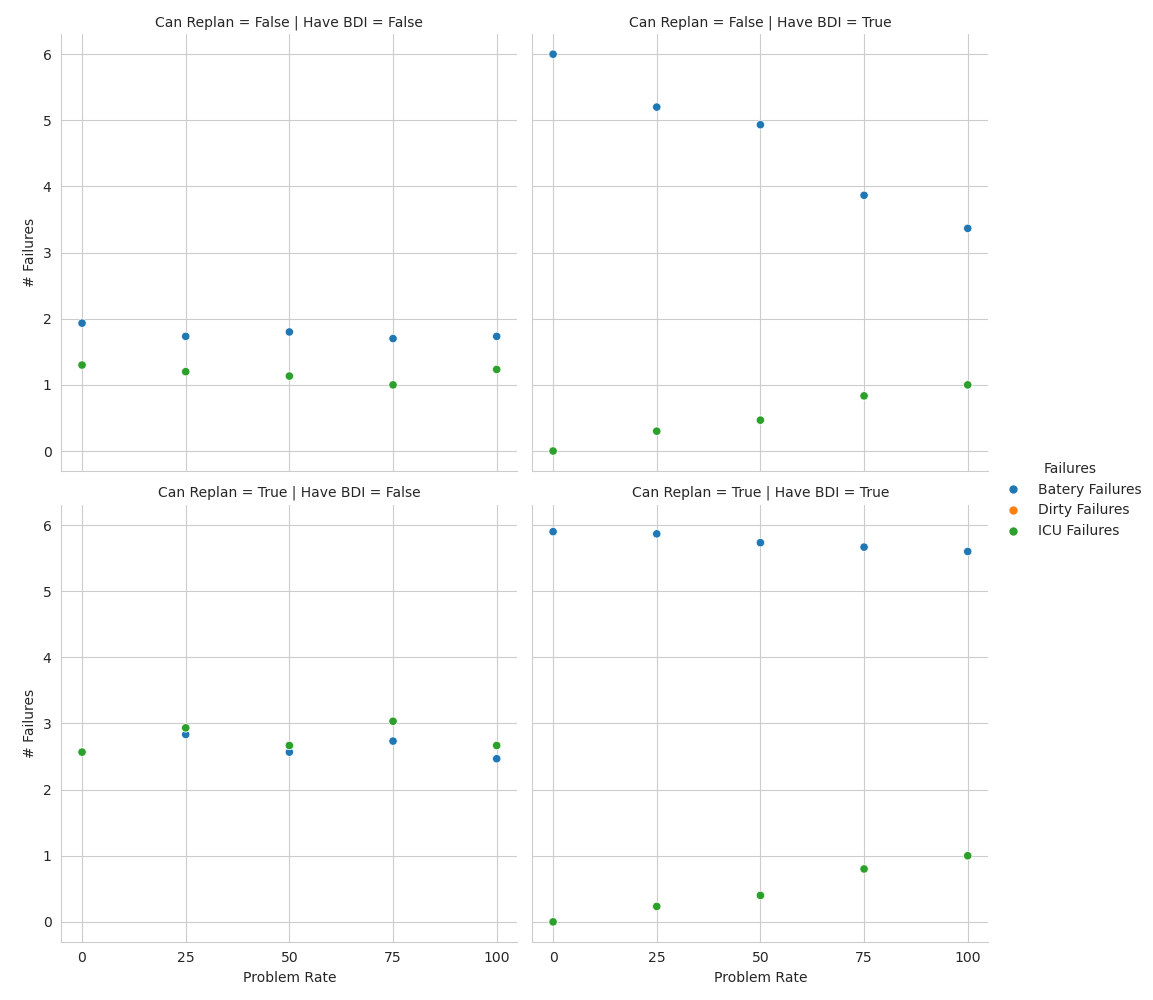 Can Replan = False | Have BDI = False
Can Replan = False | Have BDI = True
6
5
4
3
2
1
0
# Failures
Can Replan = True | Have BDI = False
Can Replan = True | Have BDI = True
6
5
4
3
2
1
0
# Failures
0 25 50 75 100
Problem Rate
0 25 50 75 100
Problem Rate
Failures
Batery Failures
Dirty Failures
ICU Failures